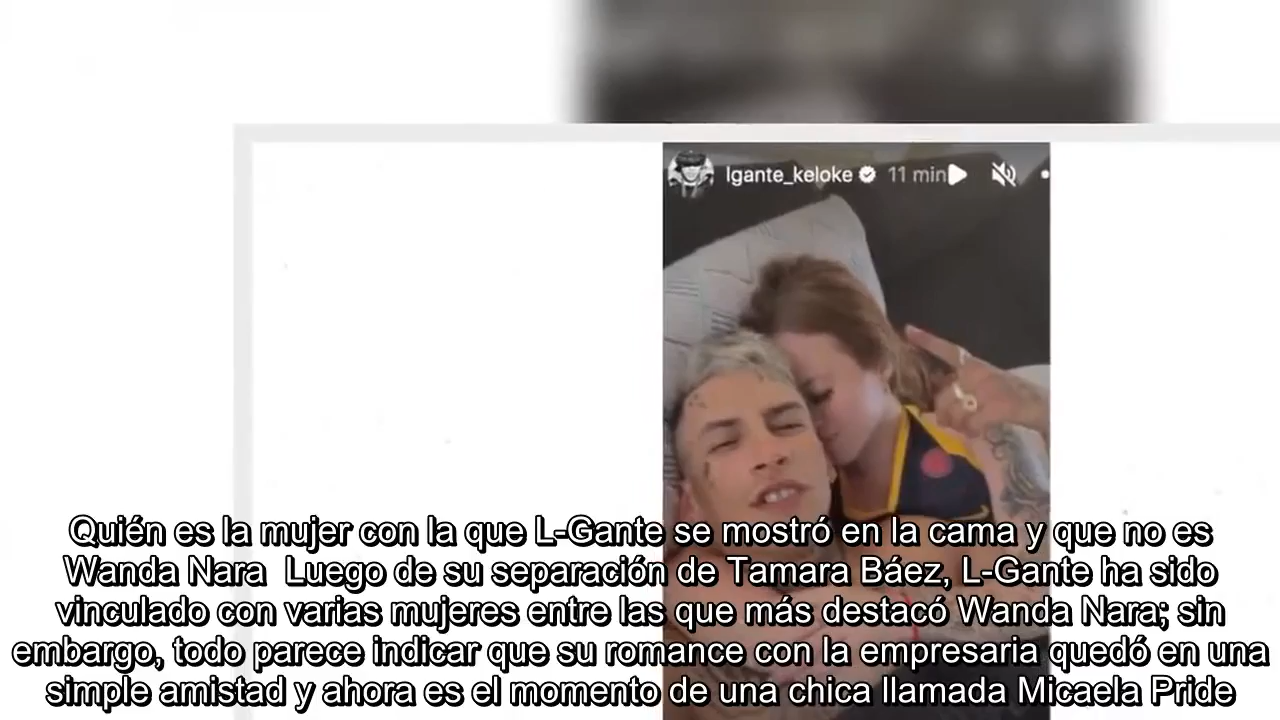 lgante_keloke 11 min
Quién es la mujer con la que L-Gante se mostró en la cama y que no es
Wanda Nara Luego de su separación de Tamara Báez, L-Gante ha sido
vinculado con varias mujeres entre las que más destacó Wanda Nara; sin
embargo, todo parece indicar que su romance con la empresaria quedó en una
simple amistad y ahora es el momento de una chica llamada Micaela Pride